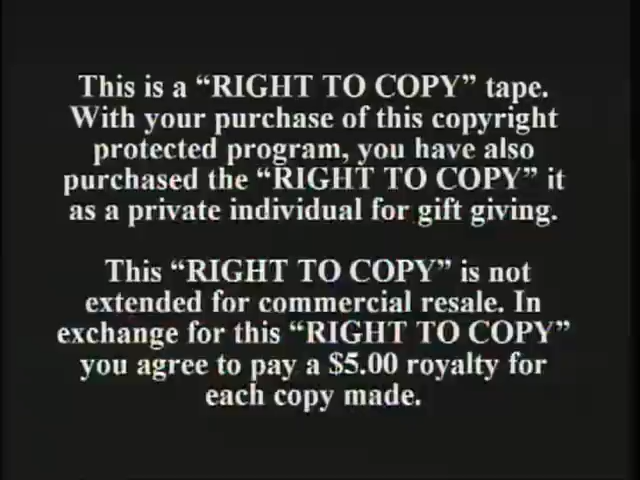 This is a “RIGHT TO COPY” tape.
With your purchase of this copyright
protected program, you have also
purchased the “RIGHT TO COPY” it
as a private individual for gift giving.
This “RIGHT TO COPY” is not
extended for commercial resale. In
exchange for this “RIGHT TO COPY”
you agree to pay a $5.00 royalty for
each copy made.